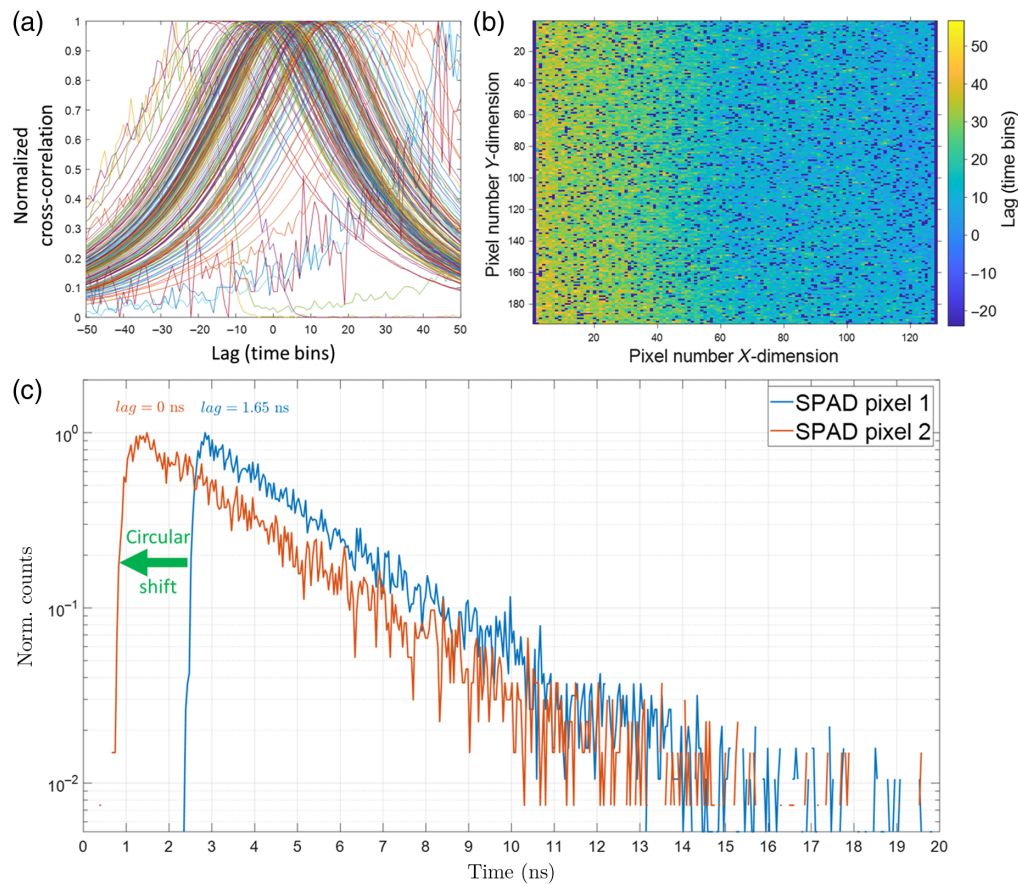 (a)
1
0.9
0.8
0.7
0.6
0.5
0.4
0.3
0.2
0.1
0
−50 −40 −30 −20 −10 0 10 20 30 40 50
Normalized
cross-correlation
Lag (time bins)
(b)
20
40
60
80
100
120
140
160
180
20 40 60 80 100 120
Pixel number Y-dimension
Pixel number X-dimension
50
40
30
20
10
0
−10
−20
Lag (time bins)
(c)
lag = 0 ns lag = 1.65 ns
SPAD pixel 1
SPAD pixel 2
Circular
shift
10⁰
10⁻¹
10⁻²
Norm. counts
0 1 2 3 4 5 6 7 8 9 10 11 12 13 14 15 16 17 18 19 20
Time (ns)